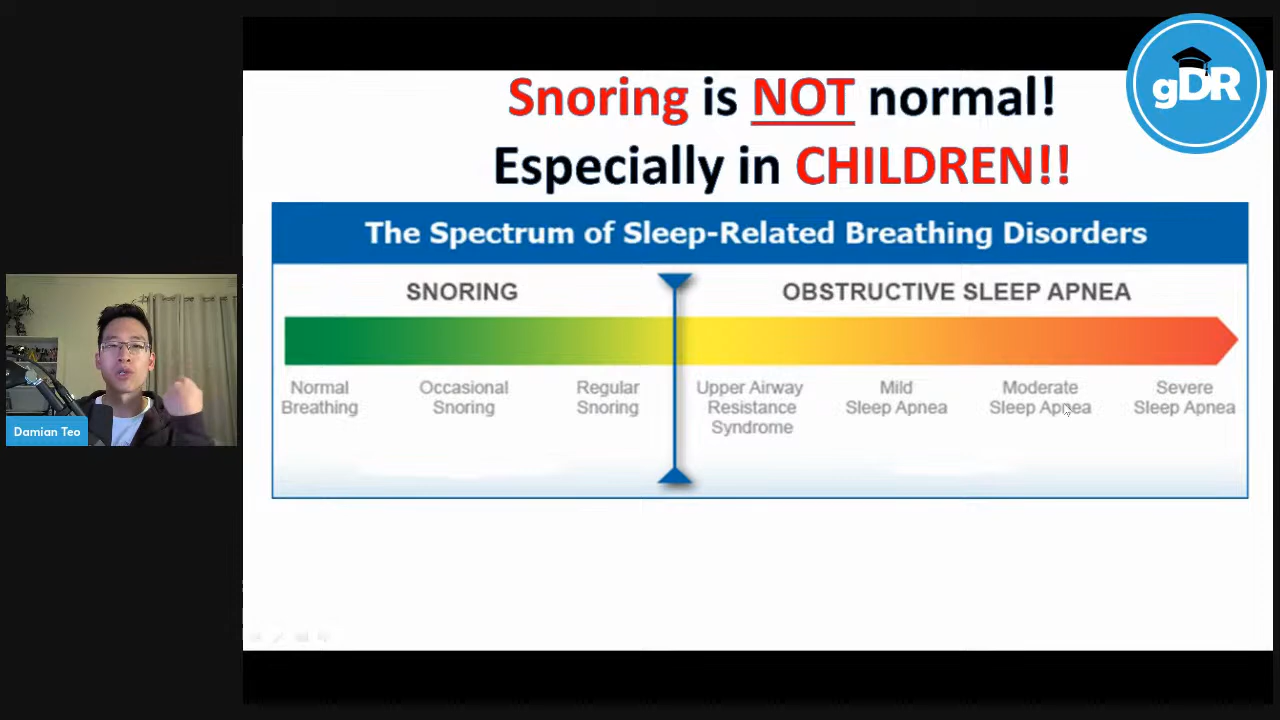 Snoring is NOT normal!
Especially in CHILDREN!!
gDR
The Spectrum of Sleep-Related Breathing Disorders
SNORING
OBSTRUCTIVE SLEEP APNEA
Normal
Breathing
Occasional
Snoring
Regular
Snoring
Upper Airway
Resistance
Syndrome
Mild
Sleep Apnea
Moderate
Sleep Apnea
Severe
Sleep Apnea
Damian Teo